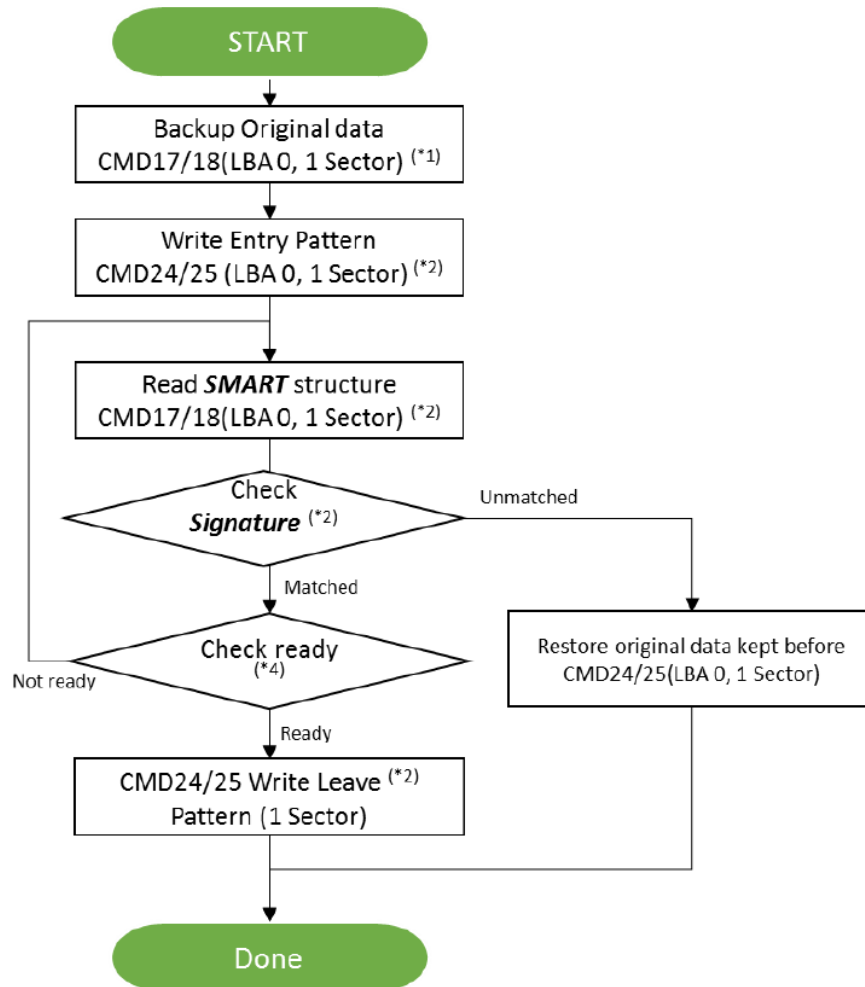 START
Backup Original data
CMD17/18(LBA 0, 1 Sector) (*1)
Write Entry Pattern
CMD24/25 (LBA 0, 1 Sector) (*2)
Read SMART structure
CMD17/18(LBA 0, 1 Sector) (*2)
Check
Signature (*2)
Unmatched
Matched
Check ready
(*4)
Not ready
Restore original data kept before
CMD24/25(LBA 0, 1 Sector)
Ready
CMD24/25 Write Leave (*2)
Pattern (1 Sector)
Done